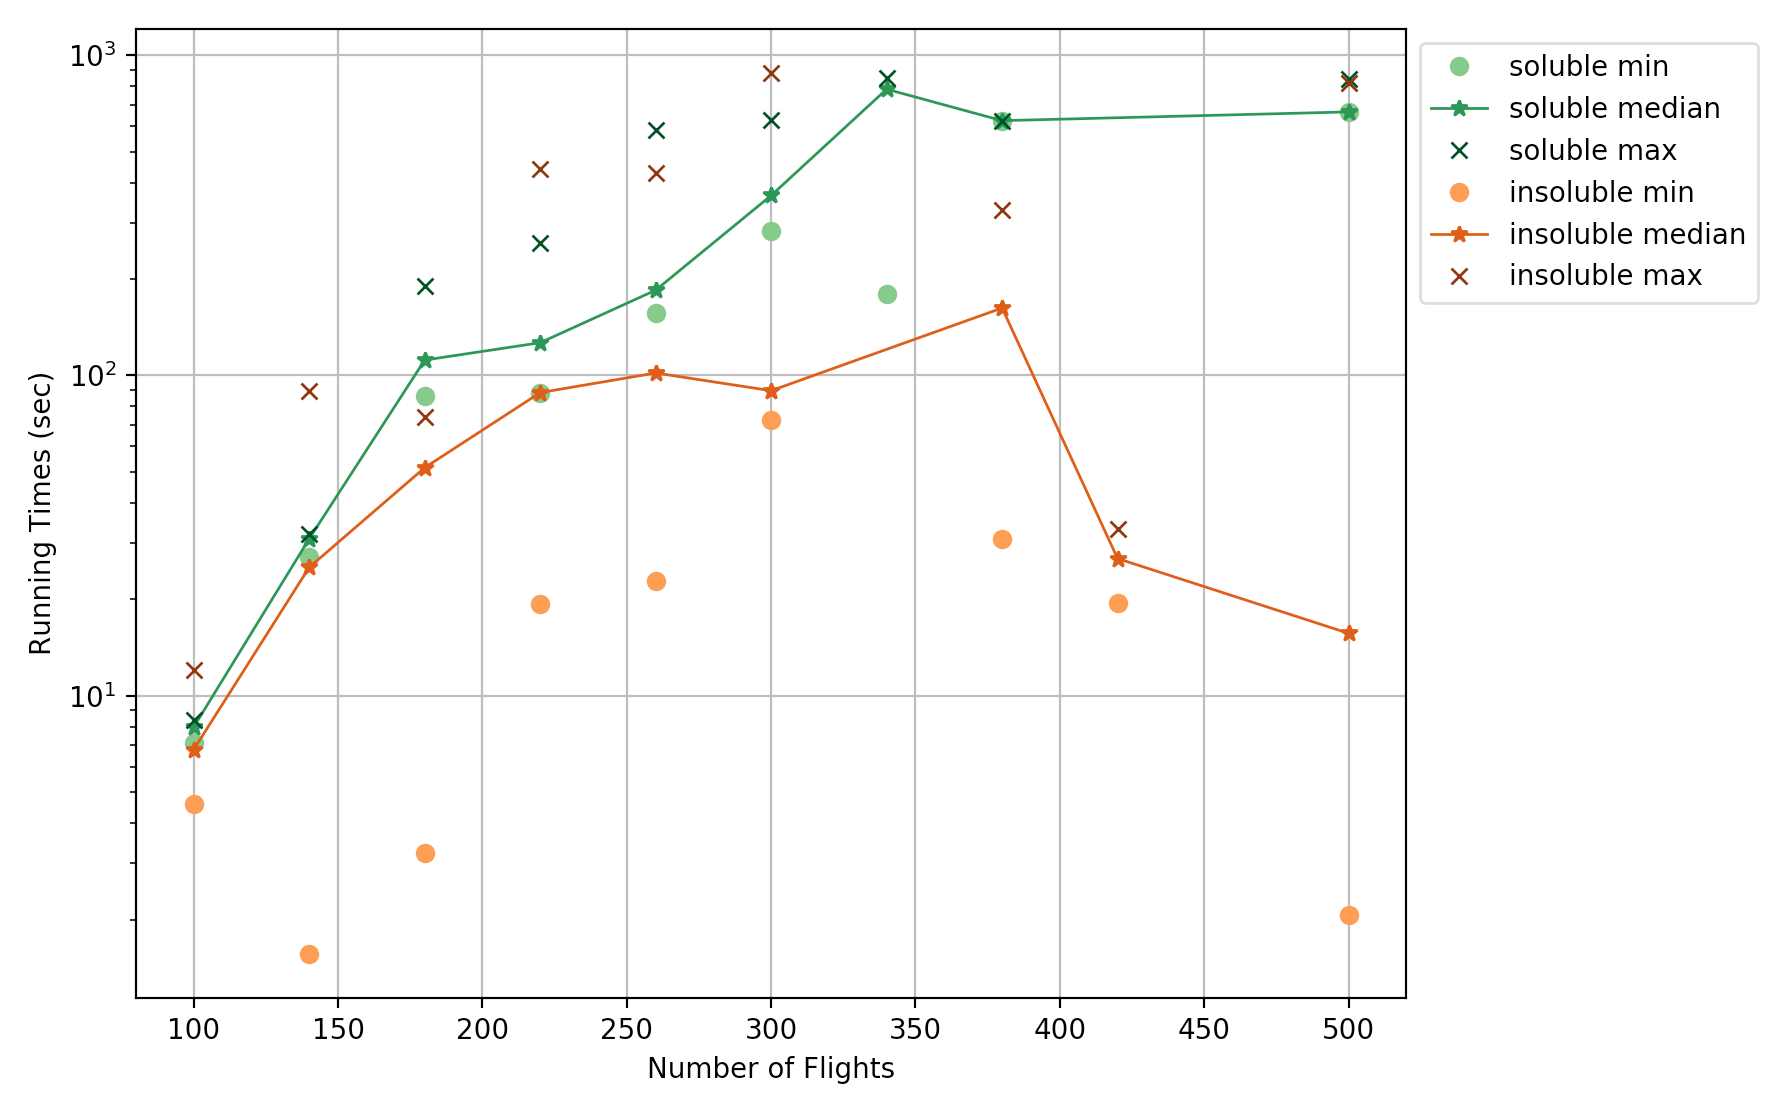 10³
10²
10¹
Running Times (sec)
100 150 200 250 300 350 400 450 500
Number of Flights
soluble min
soluble median
soluble max
insoluble min
insoluble median
insoluble max